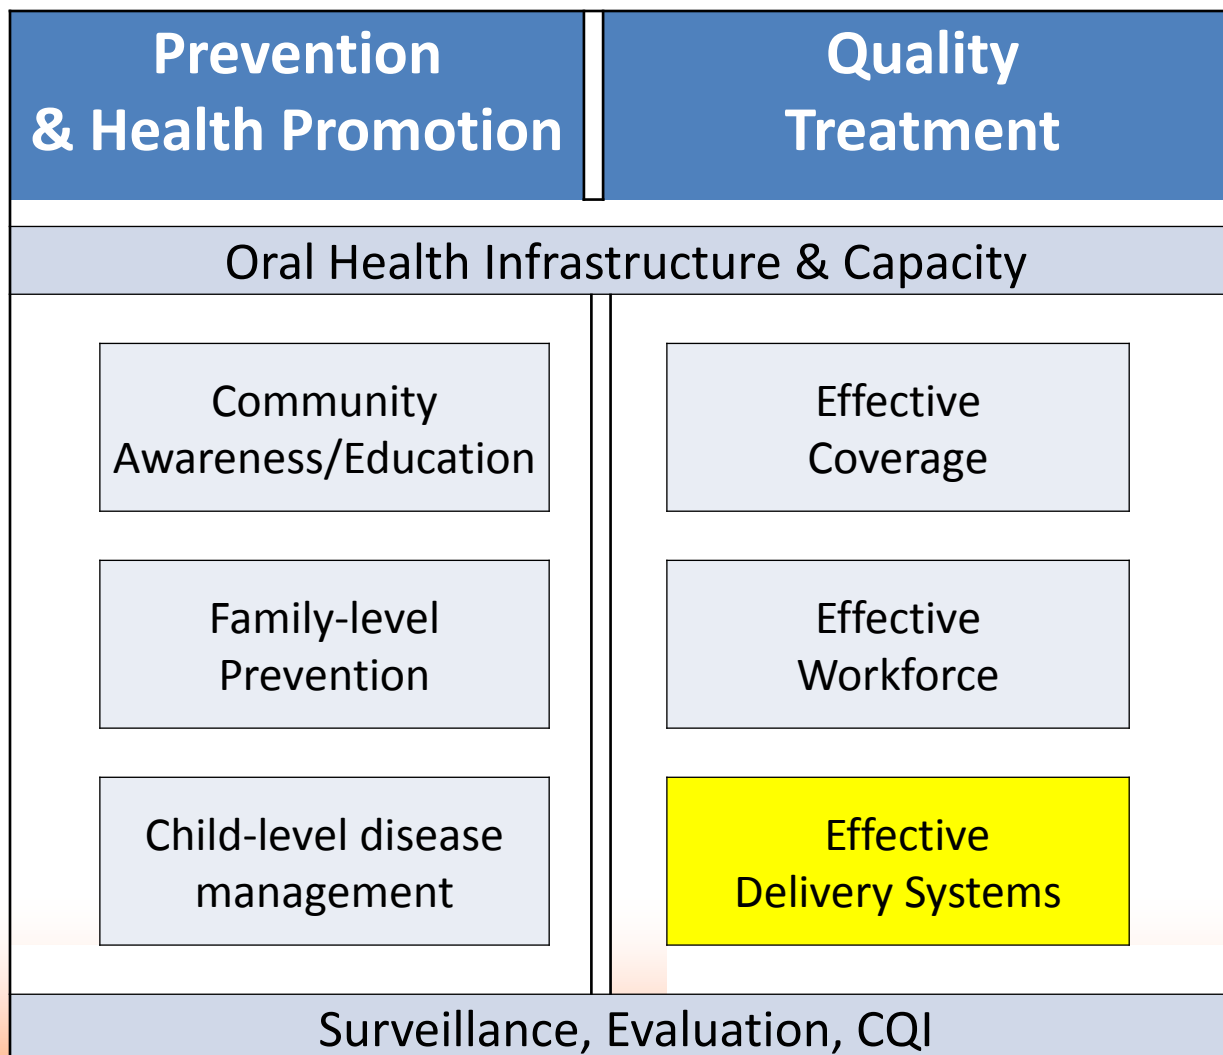 Prevention
& Health Promotion
Quality
Treatment
Oral Health Infrastructure & Capacity
Community
Awareness/Education
Effective
Coverage
Family-level
Prevention
Effective
Workforce
Child-level disease
management
Effective
Delivery Systems
Surveillance, Evaluation, CQI